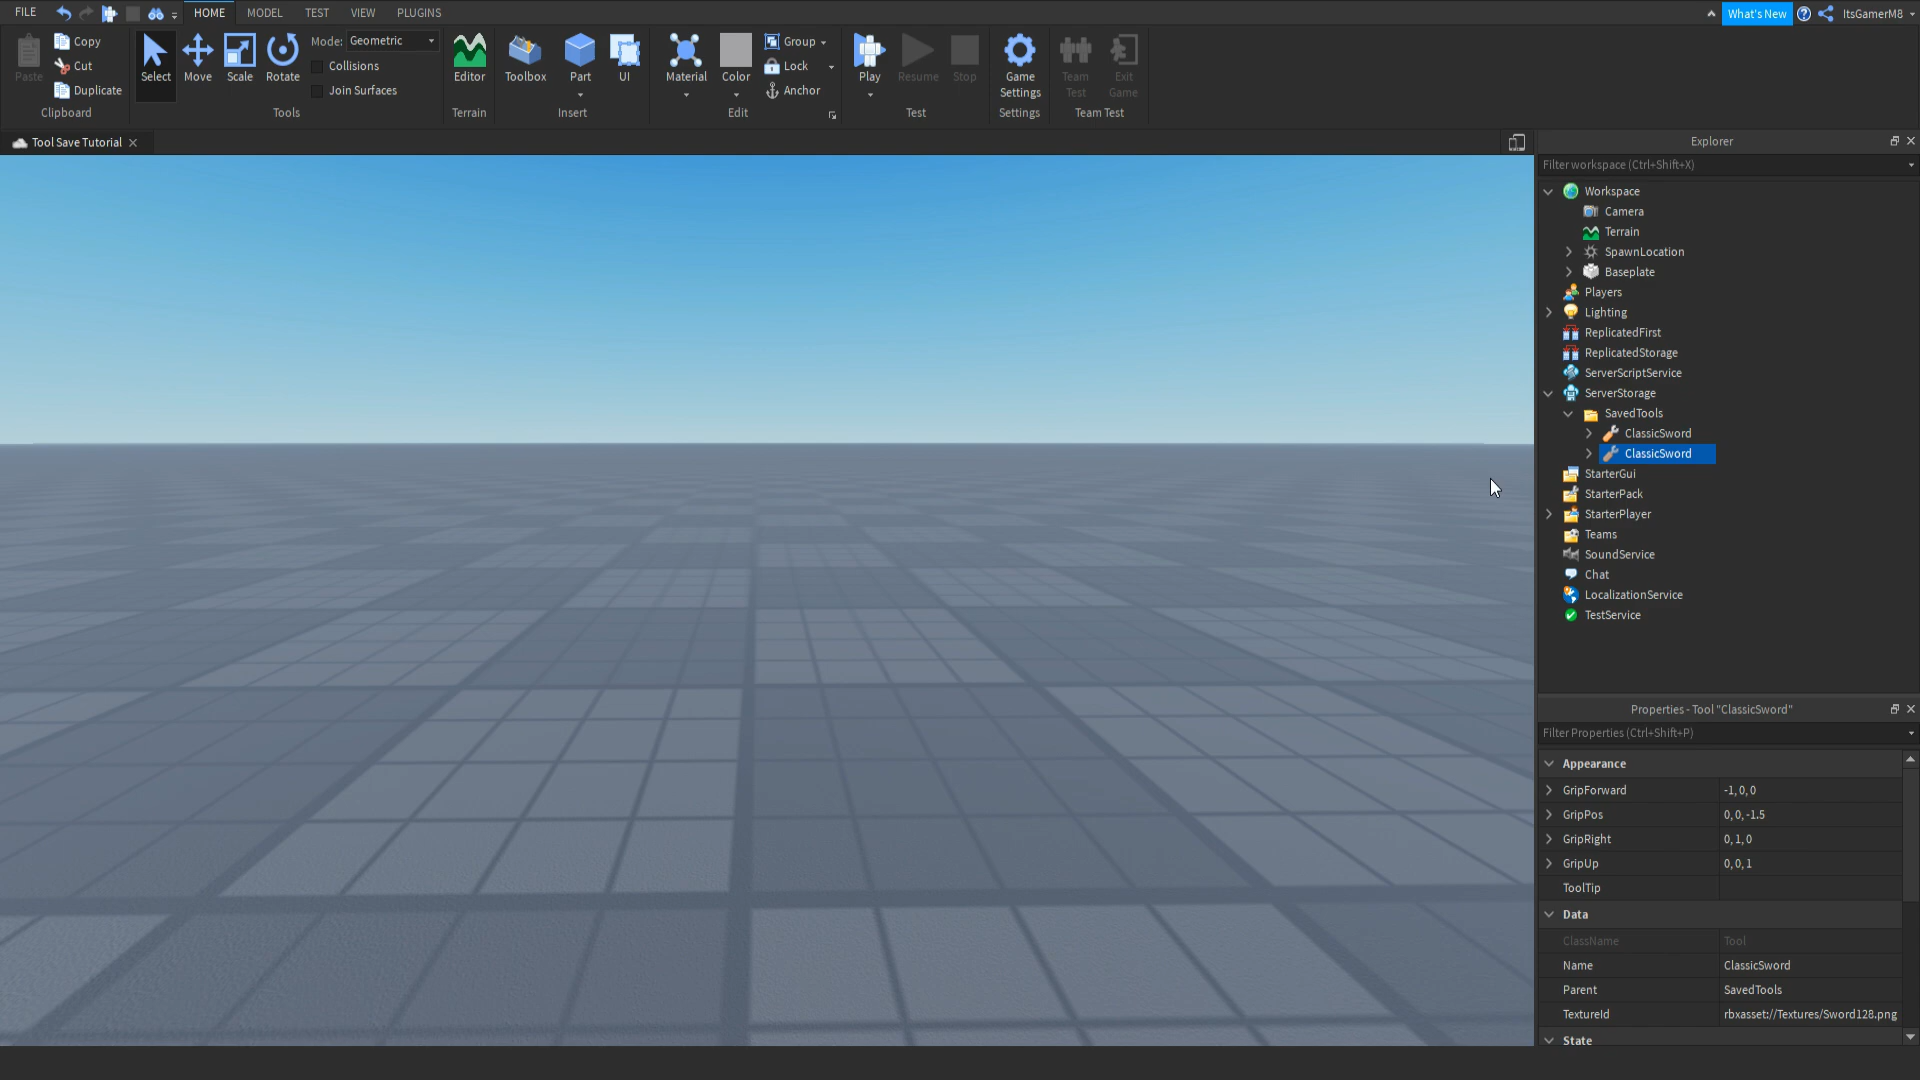 FILE HOME MODEL TEST VIEW PLUGINS What's New ItsGamerM8
Paste
Copy
Cut
Duplicate
Clipboard
Select
Move
Scale
Rotate
Mode: Geometric
Collisions
Join Surfaces
Tools
Editor
Terrain
Toolbox
Part
UI
Insert
Material
Color
Group
Lock
Anchor
Edit
Play
Resume
Stop
Test
Game
Settings
Settings
Team
Test
Exit
Game
Team Test
Tool Save Tutorial
Explorer
Filter workspace (Ctrl+Shift+X)
Workspace
Camera
Terrain
SpawnLocation
Baseplate
Players
Lighting
ReplicatedFirst
ReplicatedStorage
ServerScriptService
ServerStorage
SavedTools
ClassicSword
ClassicSword
StarterGui
StarterPack
StarterPlayer
Teams
SoundService
Chat
LocalizationService
TestService
Properties - Tool "ClassicSword"
Filter Properties (Ctrl+Shift+P)
Appearance
GripForward -1, 0, 0
GripPos 0, 0, -1.5
GripRight 0, 1, 0
GripUp 0, 0, 1
ToolTip
Data
ClassName Tool
Name ClassicSword
Parent SavedTools
TextureId rbxasset://Textures/Sword128.png
State